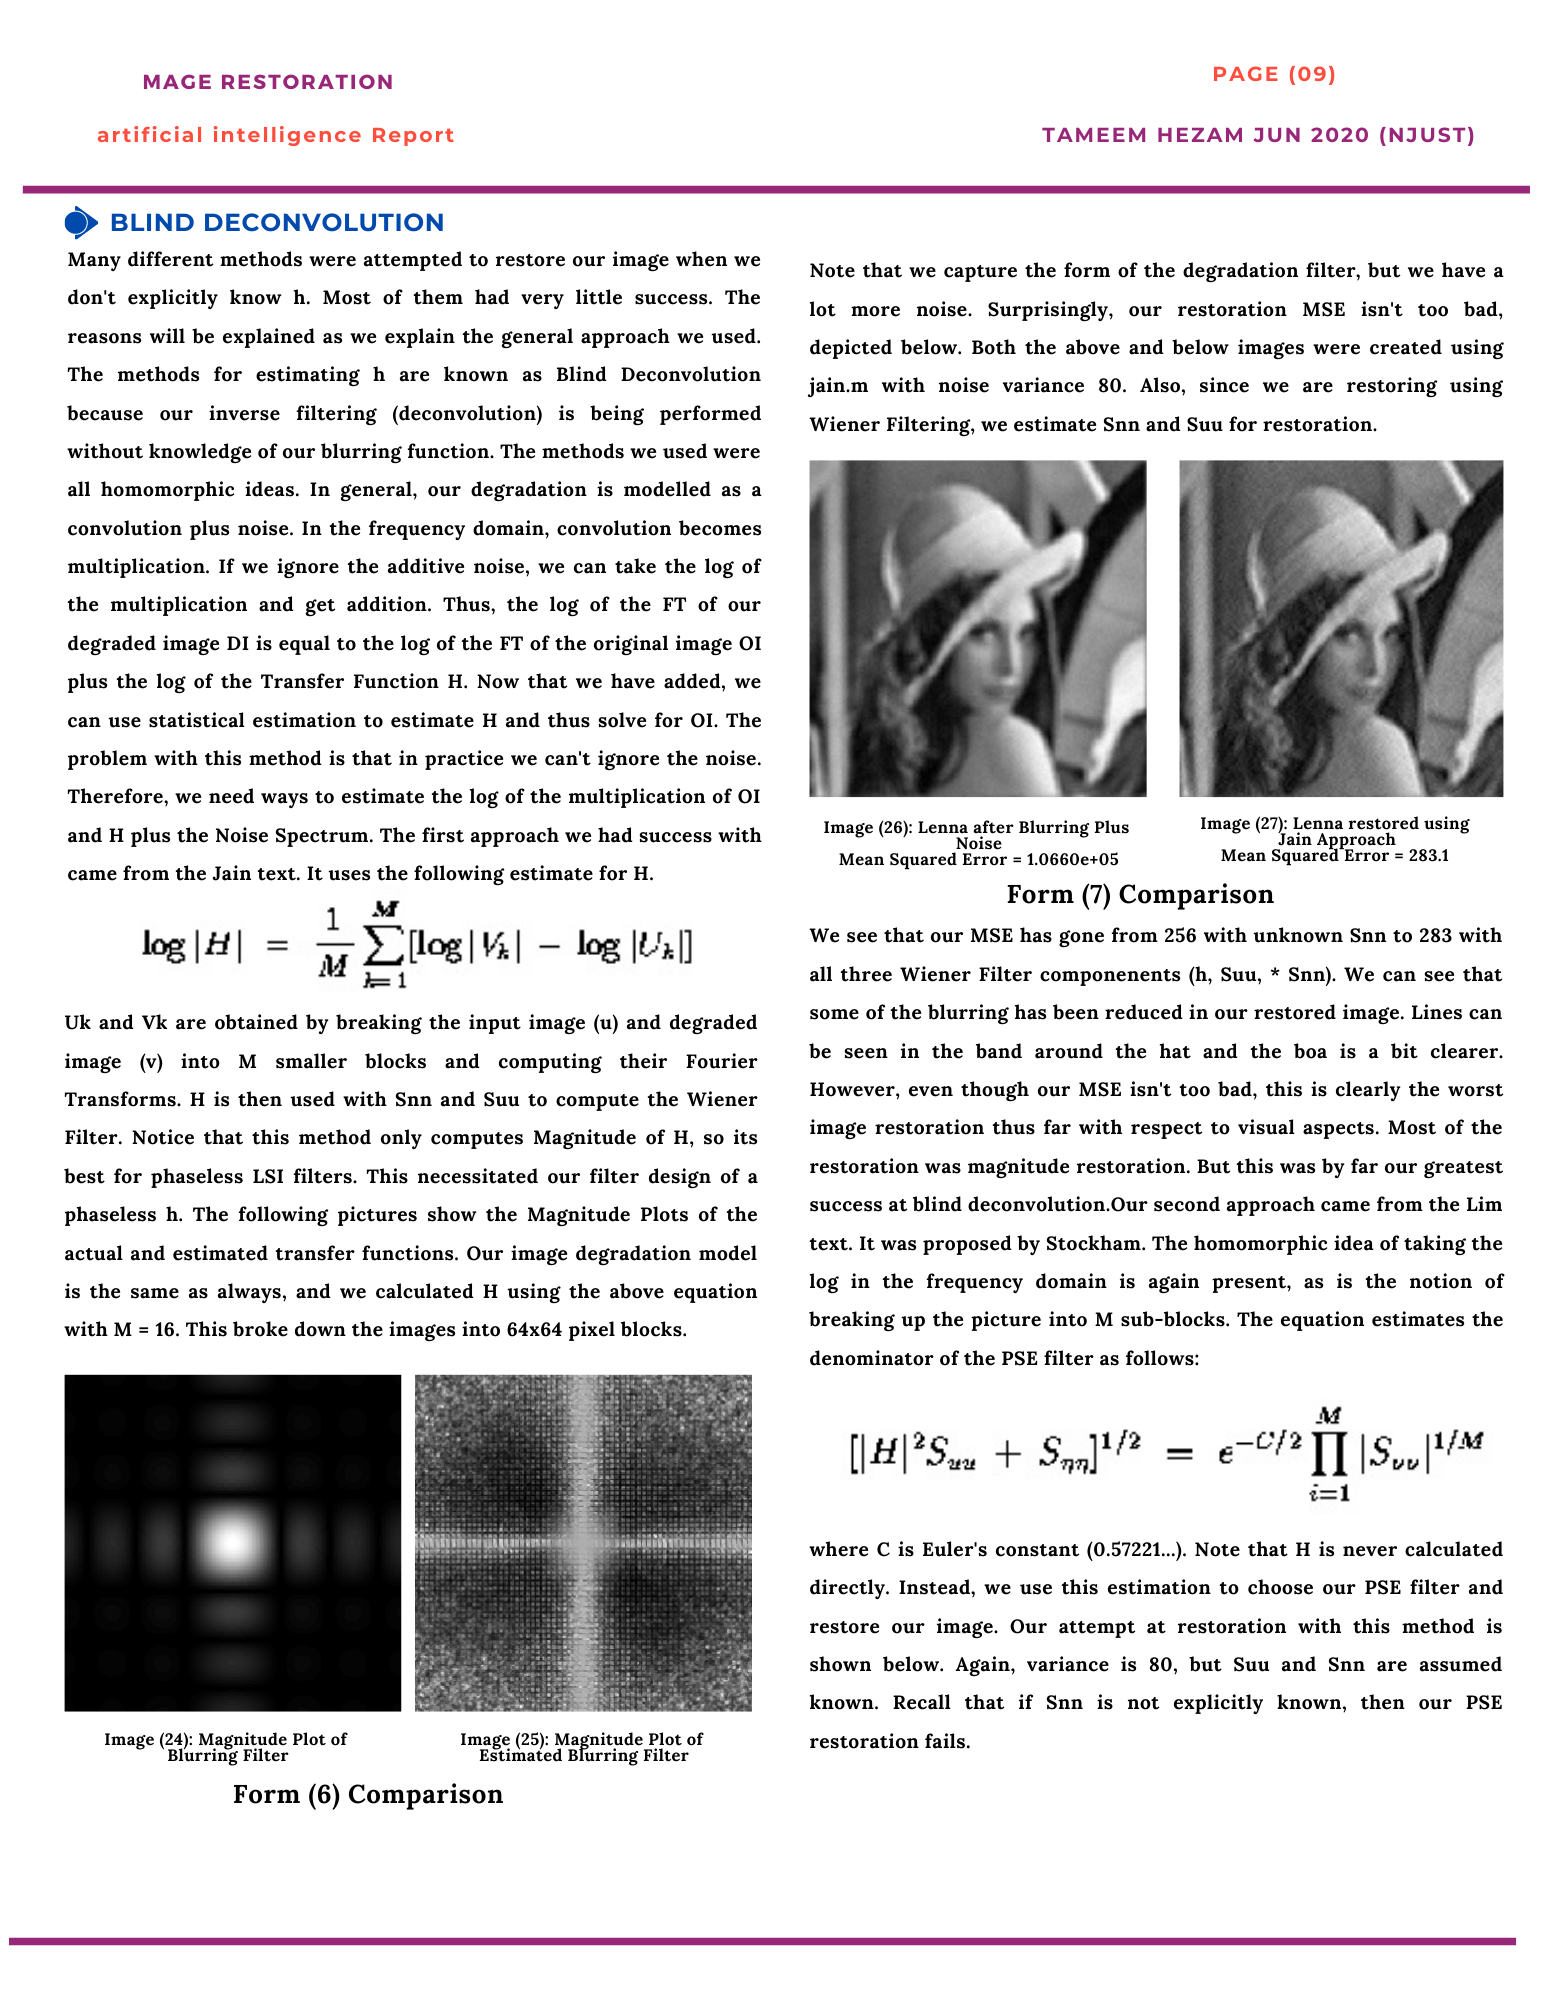 MAGE RESTORATION
PAGE (09)
artificial intelligence Report
TAMEEM HEZAM JUN 2020 (NJUST)
BLIND DECONVOLUTION
Many different methods were attempted to restore our image when we
don't explicitly know h. Most of them had very little success. The
reasons will be explained as we explain the general approach we used.
The methods for estimating h are known as Blind Deconvolution
because our inverse filtering (deconvolution) is being performed
without knowledge of our blurring function. The methods we used were
all homomorphic ideas. In general, our degradation is modelled as a
convolution plus noise. In the frequency domain, convolution becomes
multiplication. If we ignore the additive noise, we can take the log of
the multiplication and get addition. Thus, the log of the FT of our
degraded image DI is equal to the log of the FT of the original image OI
plus the log of the Transfer Function H. Now that we have added, we
can use statistical estimation to estimate H and thus solve for OI. The
problem with this method is that in practice we can't ignore the noise.
Therefore, we need ways to estimate the log of the multiplication of OI
and H plus the Noise Spectrum. The first approach we had success with
came from the Jain text. It uses the following estimate for H.
log |H| = 1/M ∑_{k=1}^{M} [log |V_k| − log |U_k|]
Uk and Vk are obtained by breaking the input image (u) and degraded
image (v) into M smaller blocks and computing their Fourier
Transforms. H is then used with Snn and Suu to compute the Wiener
Filter. Notice that this method only computes Magnitude of H, so its
best for phaseless LSI filters. This necessitated our filter design of a
phaseless h. The following pictures show the Magnitude Plots of the
actual and estimated transfer functions. Our image degradation model
is the same as always, and we calculated H using the above equation
with M = 16. This broke down the images into 64x64 pixel blocks.
Image (24): Magnitude Plot of
Blurring Filter
Image (25): Magnitude Plot of
Estimated Blurring Filter
Form (6) Comparison
Note that we capture the form of the degradation filter, but we have a
lot more noise. Surprisingly, our restoration MSE isn't too bad,
depicted below. Both the above and below images were created using
jain.m with noise variance 80. Also, since we are restoring using
Wiener Filtering, we estimate Snn and Suu for restoration.
Image (26): Lenna after Blurring Plus
Noise
Mean Squared Error = 1.0660e+05
Image (27): Lenna restored using
Jain Approach
Mean Squared Error = 283.1
Form (7) Comparison
We see that our MSE has gone from 256 with unknown Snn to 283 with
all three Wiener Filter componenents (h, Suu, * Snn). We can see that
some of the blurring has been reduced in our restored image. Lines can
be seen in the band around the hat and the boa is a bit clearer.
However, even though our MSE isn't too bad, this is clearly the worst
image restoration thus far with respect to visual aspects. Most of the
restoration was magnitude restoration. But this was by far our greatest
success at blind deconvolution.Our second approach came from the Lim
text. It was proposed by Stockham. The homomorphic idea of taking the
log in the frequency domain is again present, as is the notion of
breaking up the picture into M sub-blocks. The equation estimates the
denominator of the PSE filter as follows:
[|H|^2 S_uu + S_ηη]^{1/2} = e^{−C/2} ∏_{i=1}^{M} |S_νν|^{1/M}
where C is Euler's constant (0.57221...). Note that H is never calculated
directly. Instead, we use this estimation to choose our PSE filter and
restore our image. Our attempt at restoration with this method is
shown below. Again, variance is 80, but Suu and Snn are assumed
known. Recall that if Snn is not explicitly known, then our PSE
restoration fails.